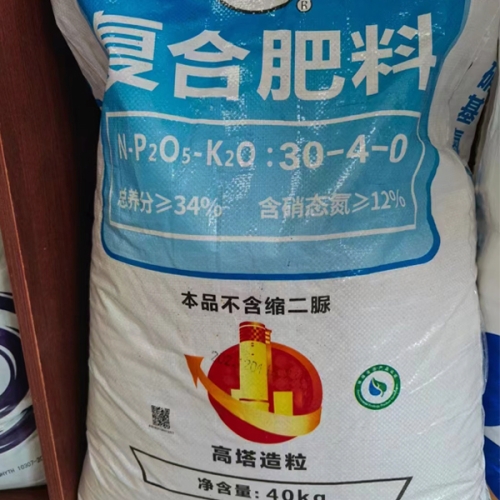 ®
复合肥料
N-P₂O₅-K₂O:30-4-0
总养分≥34% 含硝态氮≥12%
本品不含缩二脲
高塔造粒
净含量:40kg